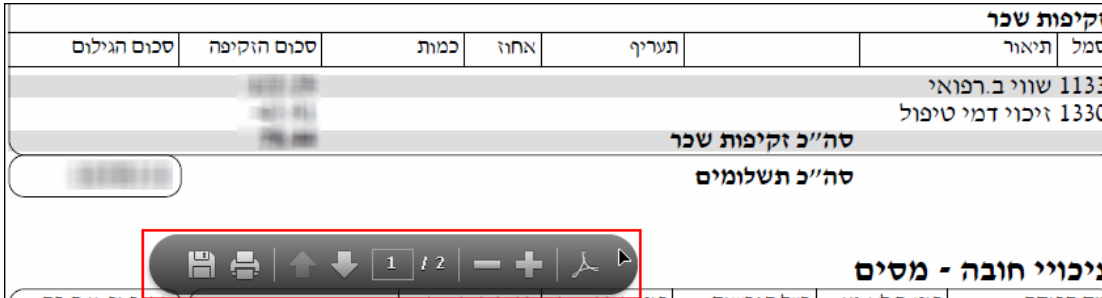 זקיפות שכר
סמל תיאור תעריף אחוז כמות סכום הזקיפה סכום הגילום
1133 שווי ב.רפואי
1330 זיכוי דמי טיפול
סה״כ זקיפות שכר
סה״כ תשלומים
1 / 2
ניכויי חובה - מסים